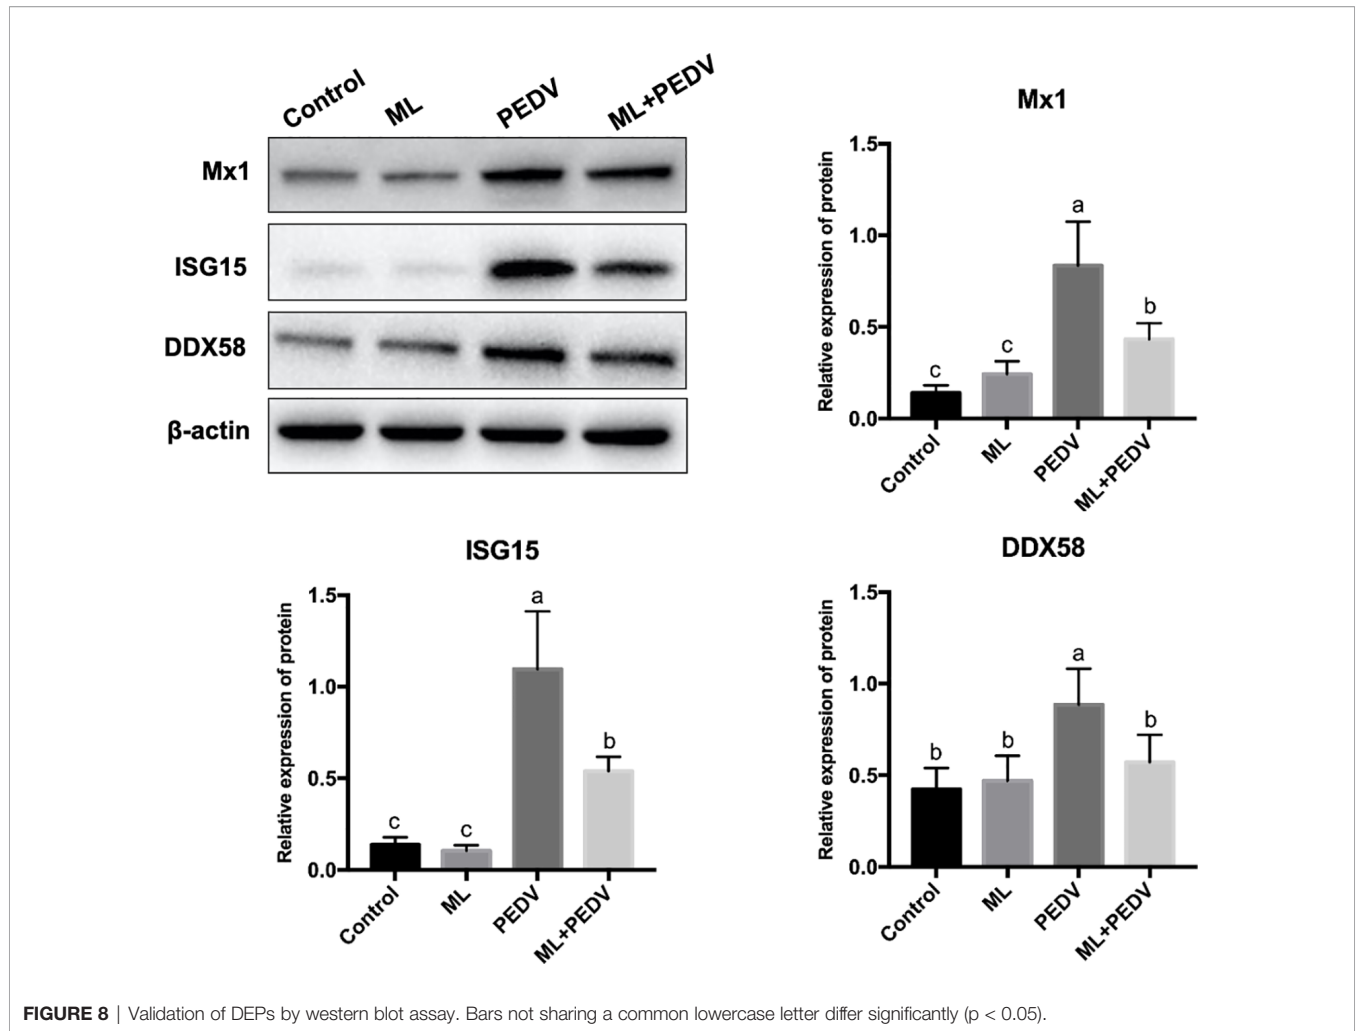 Control ML PEDV ML+PEDV
Mx1
ISG15
DDX58
β-actin
Mx1
Relative expression of protein
1.5
1.0
0.5
0.0
c
c
a
b
Control
ML
PEDV
ML+PEDV
ISG15
Relative expression of protein
1.5
1.0
0.5
0.0
c
c
a
b
Control
ML
PEDV
ML+PEDV
DDX58
Relative expression of protein
1.5
1.0
0.5
0.0
b
b
a
b
Control
ML
PEDV
ML+PEDV
FIGURE 8 | Validation of DEPs by western blot assay. Bars not sharing a common lowercase letter differ significantly (p < 0.05).